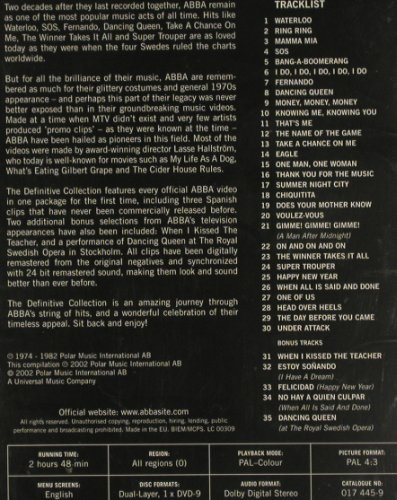 Two decades after they last recorded together, ABBA remain
as one of the most popular music acts of all time. Hits like
Waterloo, SOS, Fernando, Dancing Queen, Take A Chance
On Me, The Winner Takes It All and Super Trouper are as loved
today as they were when the four Swedes ruled the charts
worldwide.
But for all the brilliance of their music, ABBA are remem-
bered as much for their glittery costumes and general 1970s
appearance – and perhaps this part of their legacy was never
better exposed than in their groundbreaking music videos.
Made at a time when MTV didn't exist and very few artists
produced 'promo clips' – as they were known at the time –
ABBA have been hailed as pioneers in this field. Most of the
videos were made by award-winning director Lasse Hallström,
who today is well-known for movies such as My Life As A Dog,
What's Eating Gilbert Grape and The Cider House Rules.
The Definitive Collection features every official ABBA video
in one package for the first time, including three Spanish
clips that have never been commercially released before.
Two additional bonus selections from ABBA's television
appearances have also been included: When I Kissed The
Teacher, and a performance of Dancing Queen at The Royal
Swedish Opera in Stockholm. All clips have been digitally
remastered from the original negatives and synchronized
with 24 bit remastered sound, making them look and sound
better than ever before.
The Definitive Collection is an amazing journey through
ABBA's string of hits, and a wonderful celebration of their
timeless appeal. Sit back and enjoy!
℗ 1974 - 1982 Polar Music International AB
This compilation ℗ 2002 Polar Music International AB
© 2002 Polar Music International AB
A Universal Music Company
TRACKLIST
1 WATERLOO
2 RING RING
3 MAMMA MIA
4 SOS
5 BANG-A-BOOMERANG
6 I DO, I DO, I DO, I DO, I DO
7 FERNANDO
8 DANCING QUEEN
9 MONEY, MONEY, MONEY
10 KNOWING ME, KNOWING YOU
11 THAT'S ME
12 THE NAME OF THE GAME
13 TAKE A CHANCE ON ME
14 EAGLE
15 ONE MAN, ONE WOMAN
16 THANK YOU FOR THE MUSIC
17 SUMMER NIGHT CITY
18 CHIQUITITA
19 DOES YOUR MOTHER KNOW
20 VOULEZ-VOUS
21 GIMME! GIMME! GIMME!
(A Man After Midnight)
22 ON AND ON AND ON
23 THE WINNER TAKES IT ALL
24 SUPER TROUPER
25 HAPPY NEW YEAR
26 WHEN ALL IS SAID AND DONE
27 ONE OF US
28 HEAD OVER HEELS
29 THE DAY BEFORE YOU CAME
30 UNDER ATTACK
BONUS TRACKS
31 WHEN I KISSED THE TEACHER
32 ESTOY SOÑANDO
(I Have A Dream)
33 FELICIDAD (Happy New Year)
34 NO HAY A QUIEN CULPAR
(When All Is Said And Done)
35 DANCING QUEEN
(at The Royal Swedish Opera)
Official website: www.abbasite.com
All rights reserved. Unauthorised copying, reproduction, hiring, lending, public
performance and broadcasting prohibited. Made in the EU. BIEM/MCPS. LC 00309
RUNNING TIME:
2 hours 48 min
REGION:
All regions (0)
PLAYBACK MODE:
PAL-Colour
PICTURE FORMAT:
PAL 4:3
MENU SCREENS:
English
DISC FORMATS:
Dual-Layer, 1 x DVD-9
AUDIO FORMAT:
Dolby Digital Stereo
CATALOGUE NO:
017 445-9